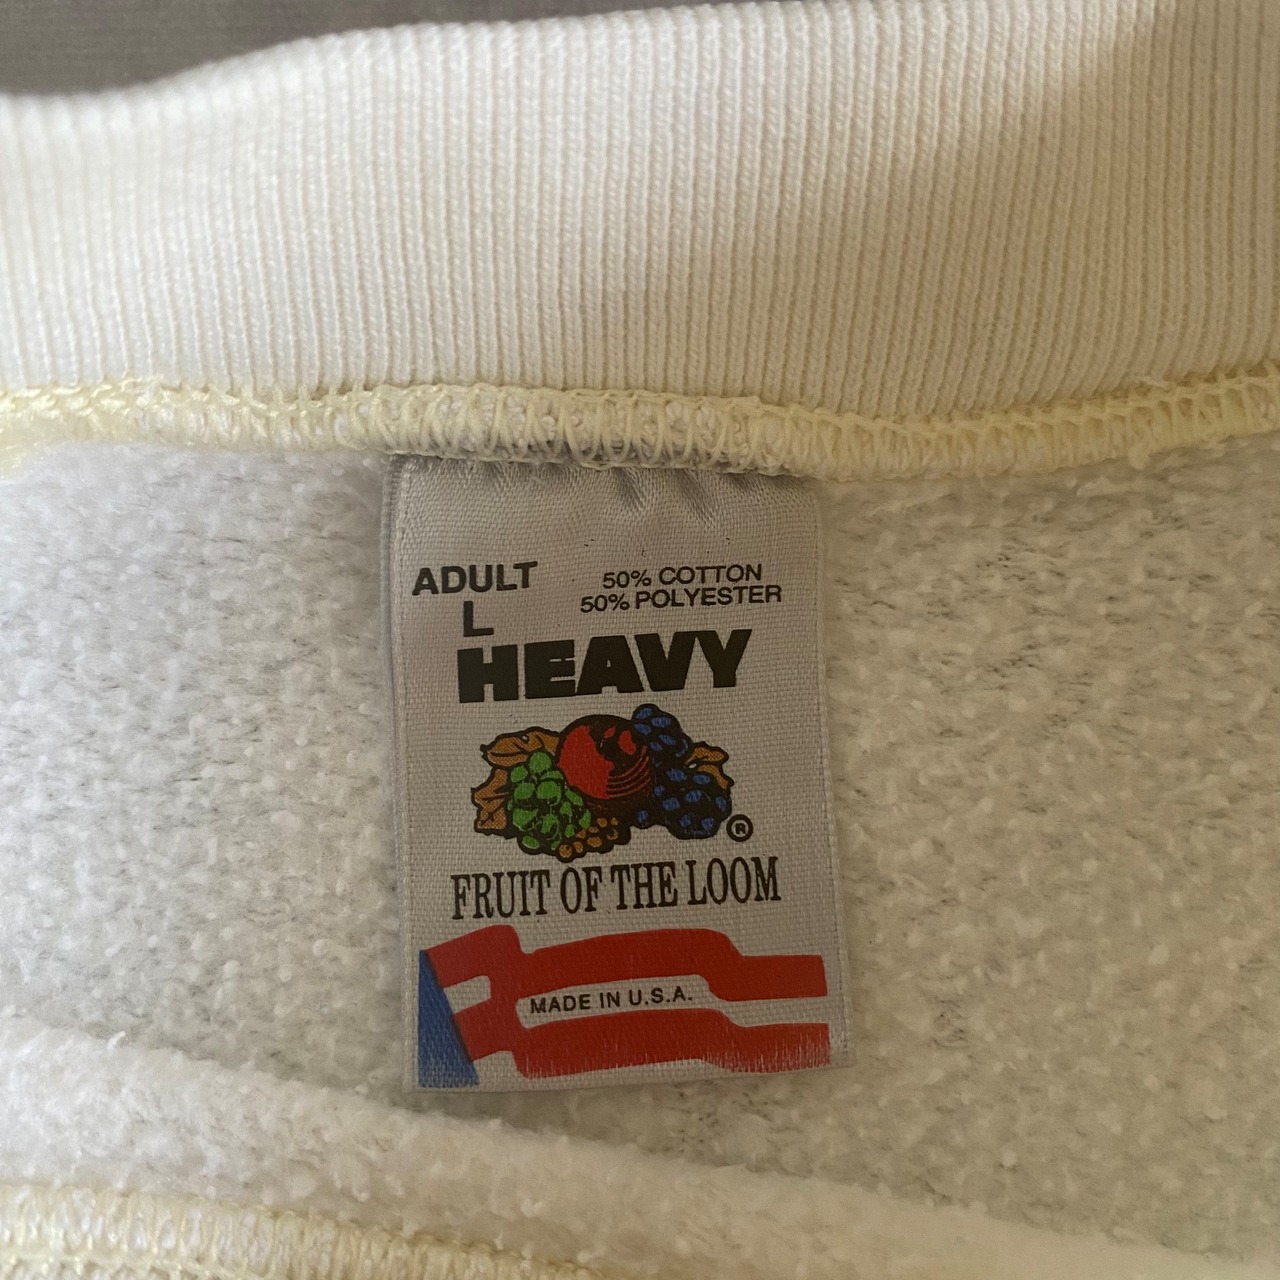 ADULT
L
50% COTTON
50% POLYESTER
HEAVY
®
FRUIT OF THE LOOM
MADE IN U.S.A.